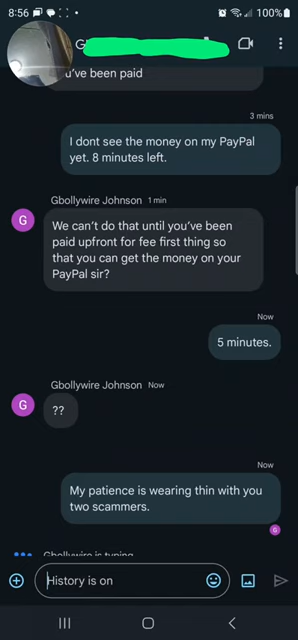 8:56
100%
G
u've been paid
3 mins
I dont see the money on my PayPal
yet. 8 minutes left.
Gbollywire Johnson 1 min
G
We can't do that until you've been
paid upfront for fee first thing so
that you can get the money on your
PayPal sir?
Now
5 minutes.
Gbollywire Johnson Now
G
??
Now
My patience is wearing thin with you
two scammers.
G
Gbollywire is typing
History is on